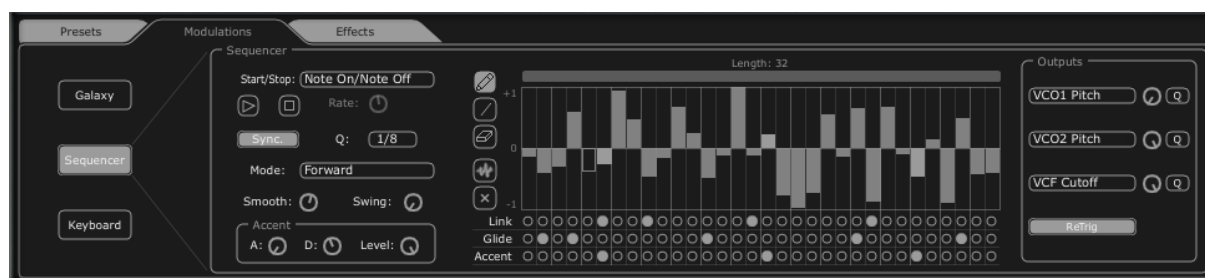 Presets Modulations Effects
Galaxy
Sequencer
Keyboard
Sequencer
Start/Stop: Note On/Note Off
Rate:
Sync. Q: 1/8
Mode: Forward
Smooth: Swing:
Accent
A: D: Level:
Length: 32
+1
0
-1
Link
Glide
Accent
Outputs
VCO1 Pitch Q
VCO2 Pitch Q
VCF Cutoff Q
ReTrig